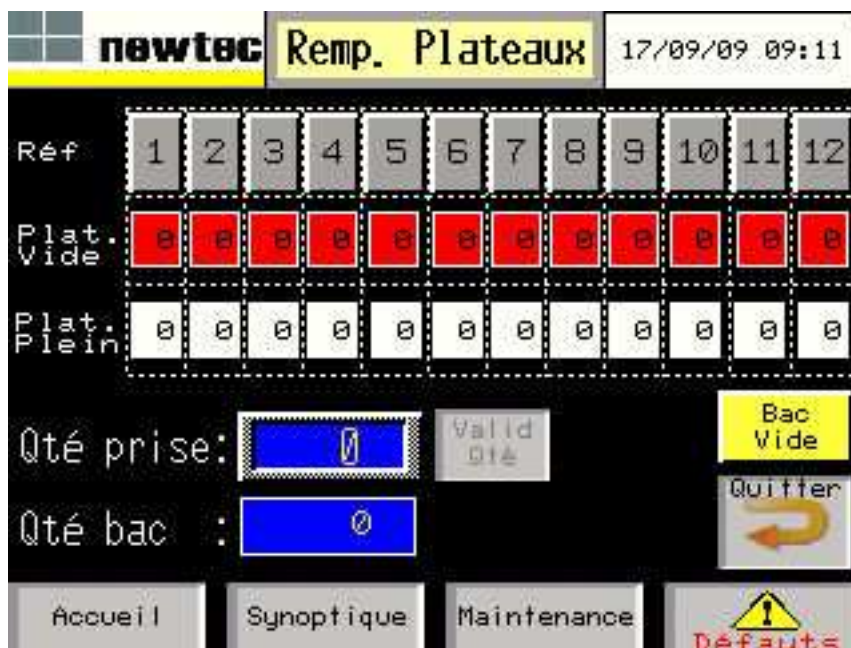 newtec Remp. Plateaux 17/09/09 09:11
Réf 1 2 3 4 5 6 7 8 9 10 11 12
Plat. Vide 0 0 0 0 0 0 0 0 0 0 0 0
Plat. Plein 0 0 0 0 0 0 0 0 0 0 0 0
Qté prise: 0 Valid Qté
Bac Vide
Quitter
Qté bac : 0
Accueil Synoptique Maintenance Défauts